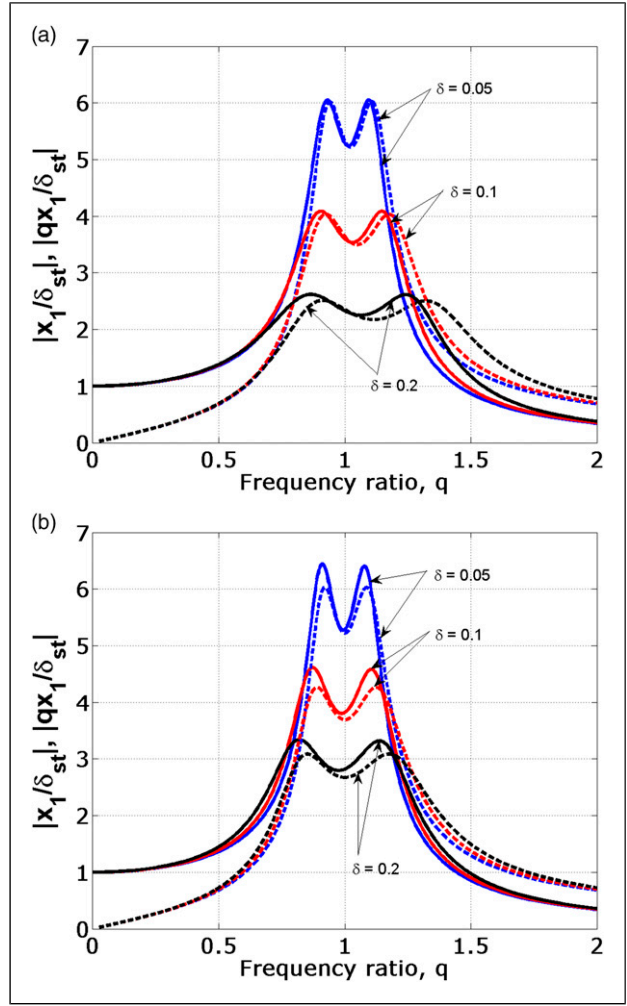 (a)
7
6
5
4
3
2
1
0
|x₁/δst|, |qx₁/δst|
δ = 0.05
δ = 0.1
δ = 0.2
0 0.5 1 1.5 2
Frequency ratio, q
(b)
7
6
5
4
3
2
1
0
|x₁/δst|, |qx₁/δst|
δ = 0.05
δ = 0.1
δ = 0.2
0 0.5 1 1.5 2
Frequency ratio, q